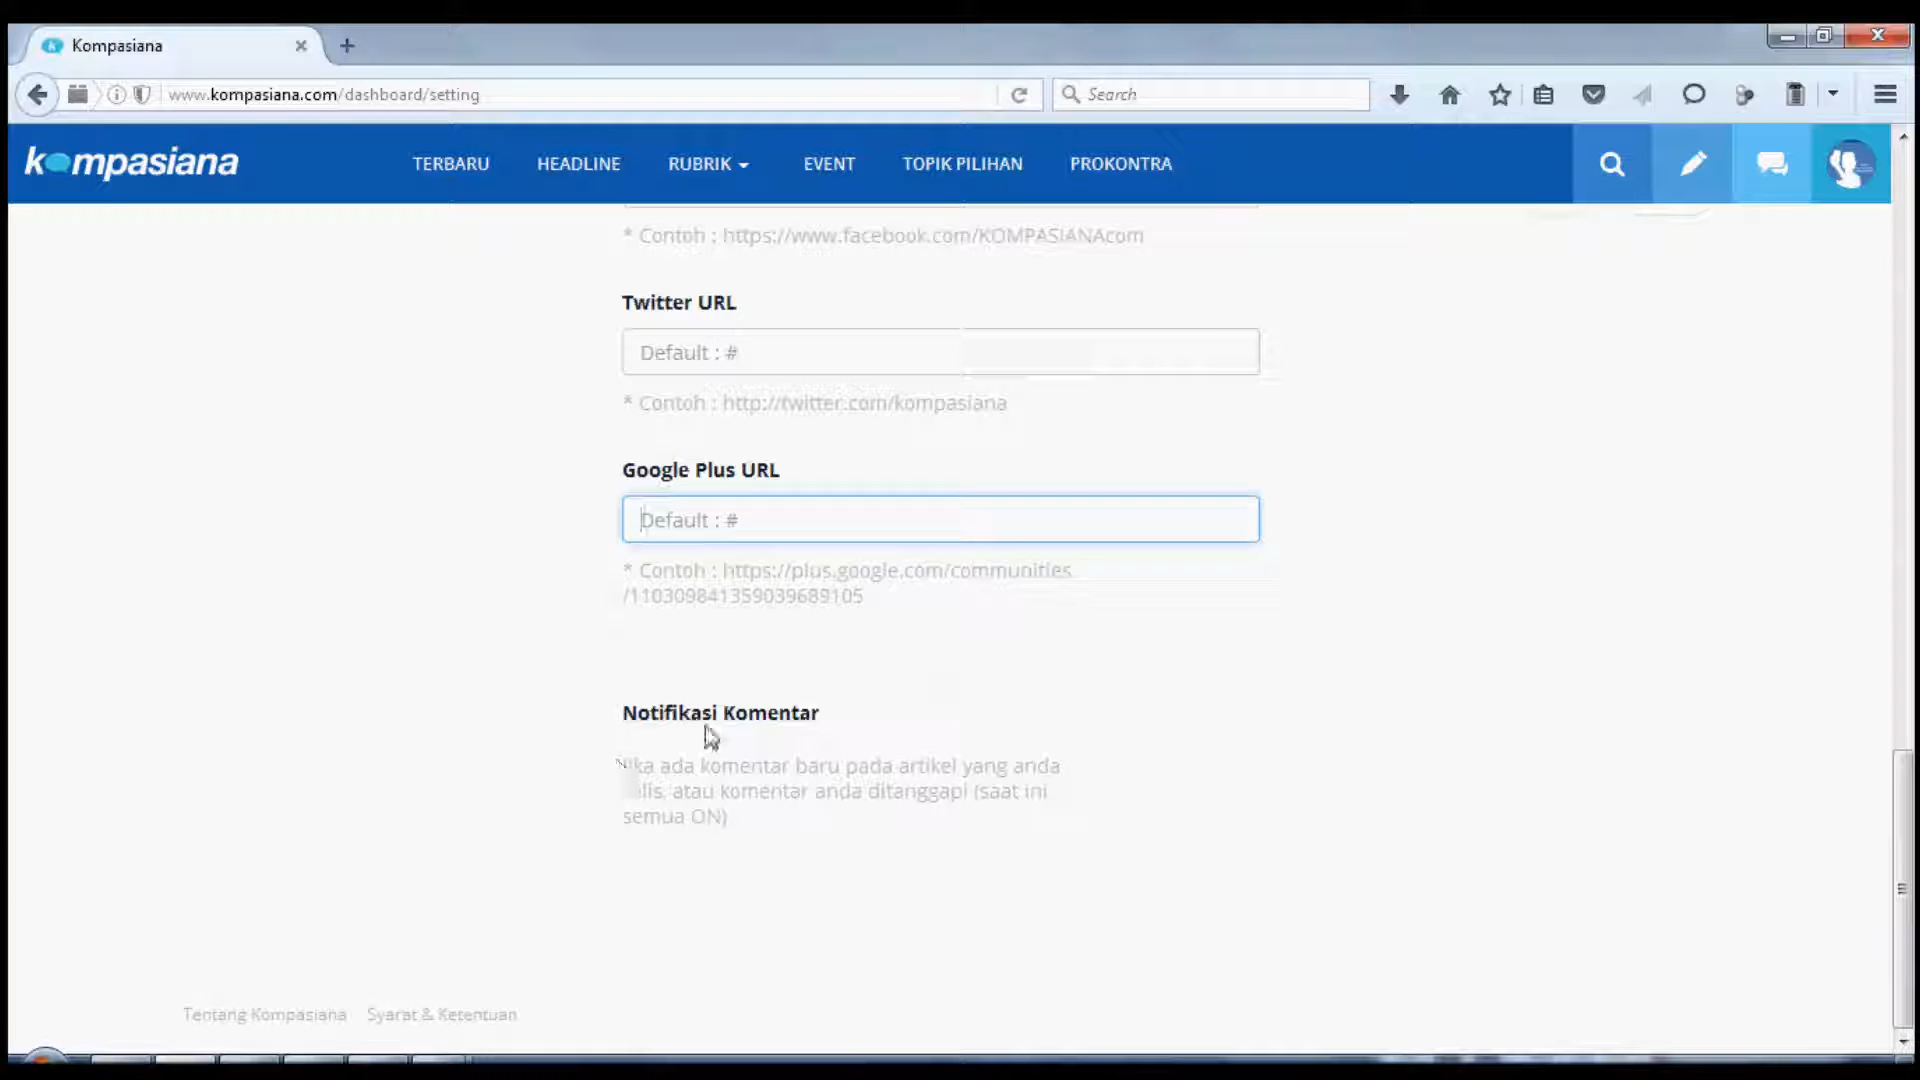 Kompasiana
www.kompasiana.com/dashboard/setting
Search
kompasiana
TERBARU
HEADLINE
RUBRIK
EVENT
TOPIK PILIHAN
PROKONTRA
* Contoh : https://www.facebook.com/KOMPASIANAcom
Twitter URL
Default : #
* Contoh : http://twitter.com/kompasiana
Google Plus URL
Default : #
* Contoh : https://plus.google.com/communities
/110309841359039689105
Notifikasi Komentar
ada komentar baru pada artikel yang anda
atau komentar anda ditanggapi (saat ini
semua ON)
Tentang Kompasiana
Syarat & Ketentuan